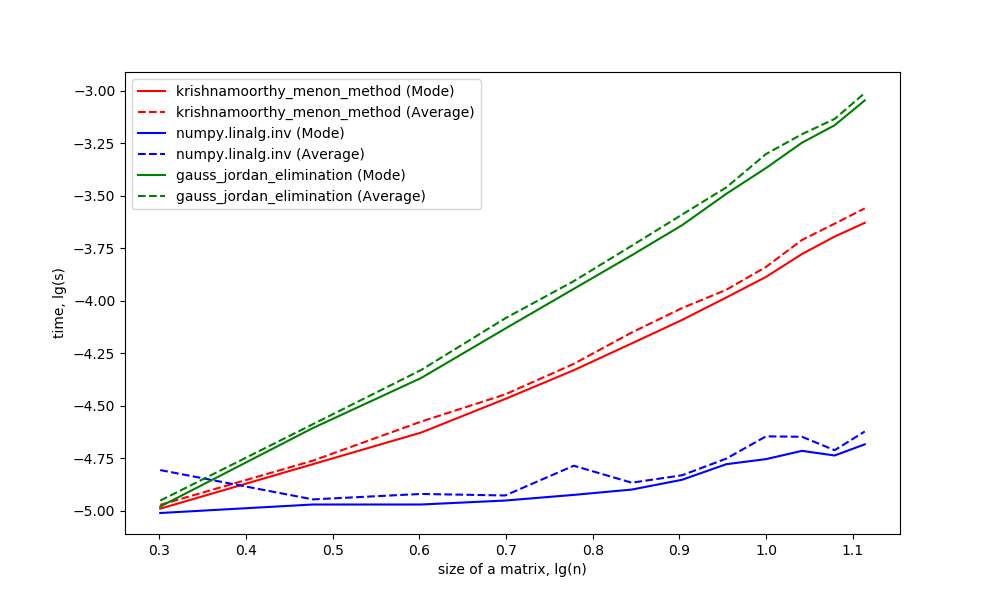 krishnamoorthy_menon_method (Mode)
krishnamoorthy_menon_method (Average)
numpy.linalg.inv (Mode)
numpy.linalg.inv (Average)
gauss_jordan_elimination (Mode)
gauss_jordan_elimination (Average)
−3.00
−3.25
−3.50
−3.75
−4.00
−4.25
−4.50
−4.75
−5.00
time, lg(s)
0.3 0.4 0.5 0.6 0.7 0.8 0.9 1.0 1.1
size of a matrix, lg(n)